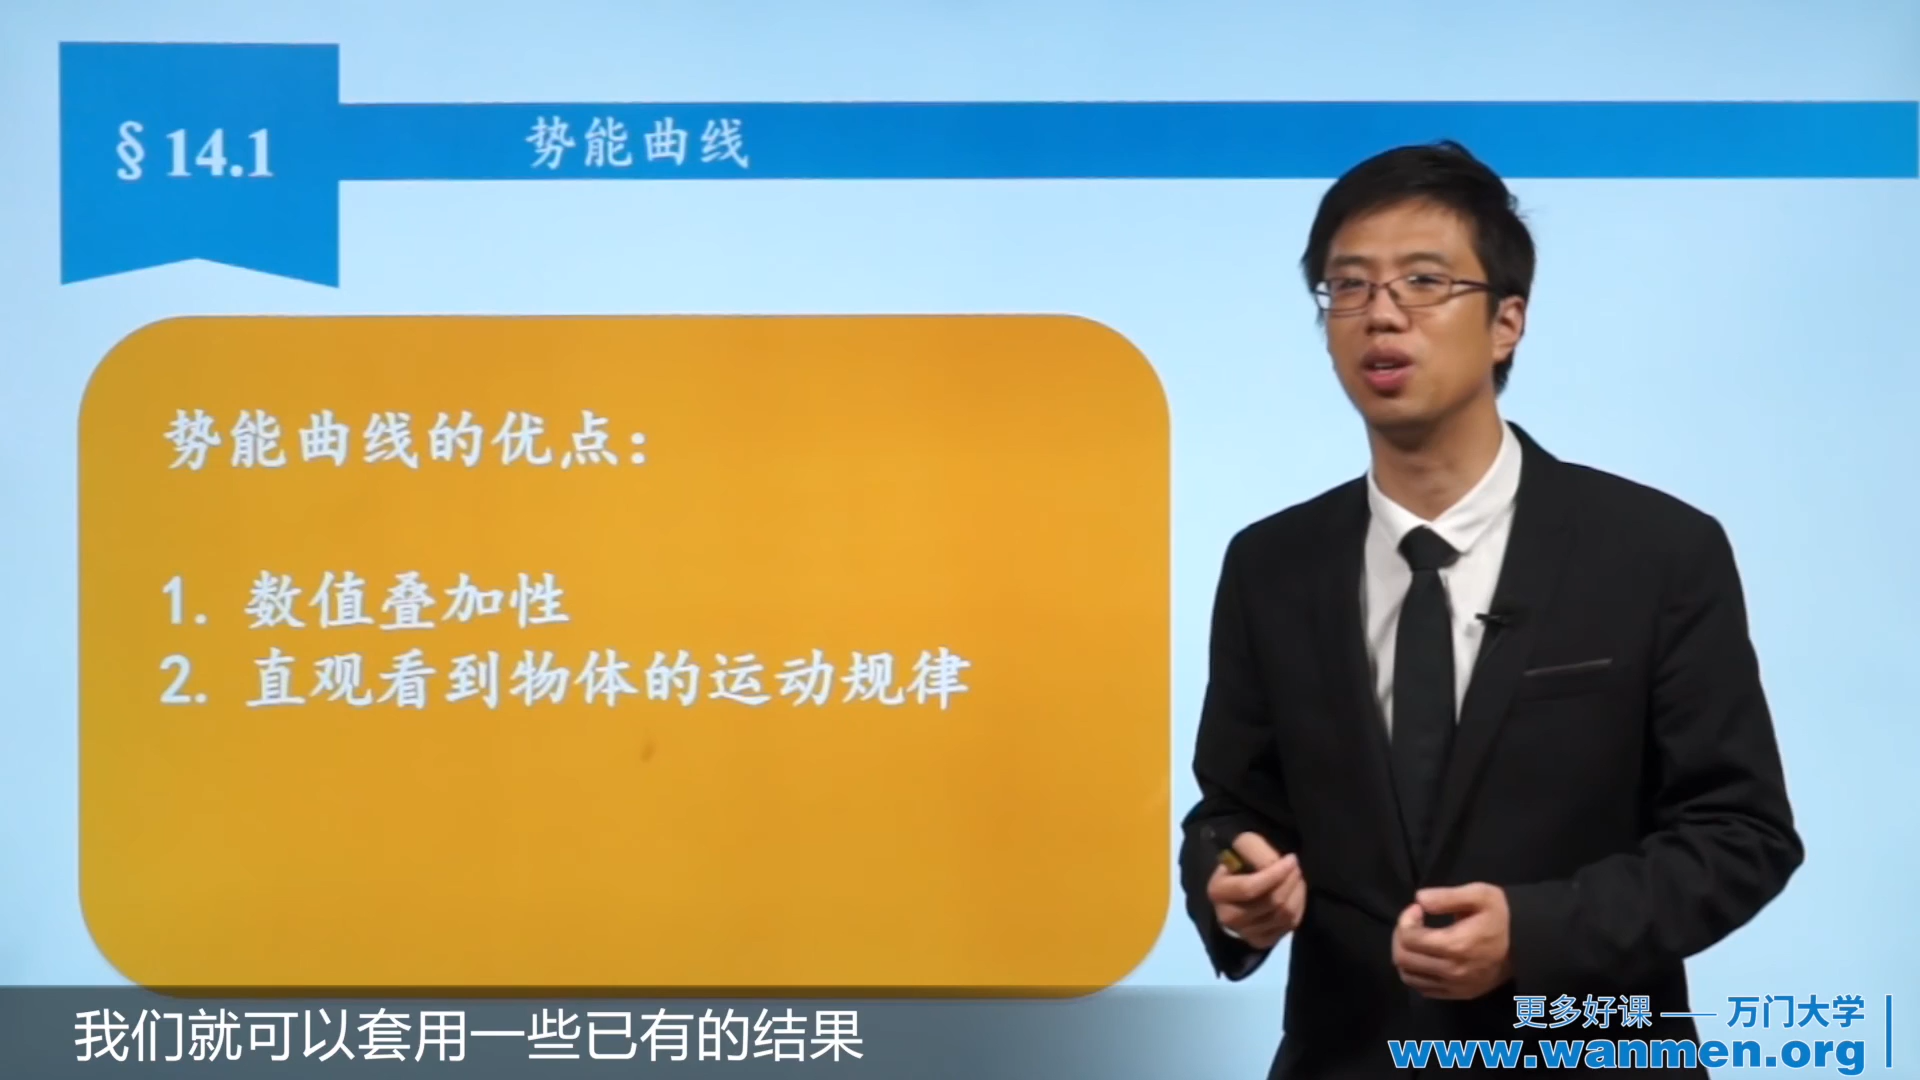 § 14.1
势能曲线
势能曲线的优点：
1. 数值叠加性
2. 直观看到物体的运动规律
我们就可以套用一些已有的结果
更多好课 —— 万门大学
www.wanmen.org